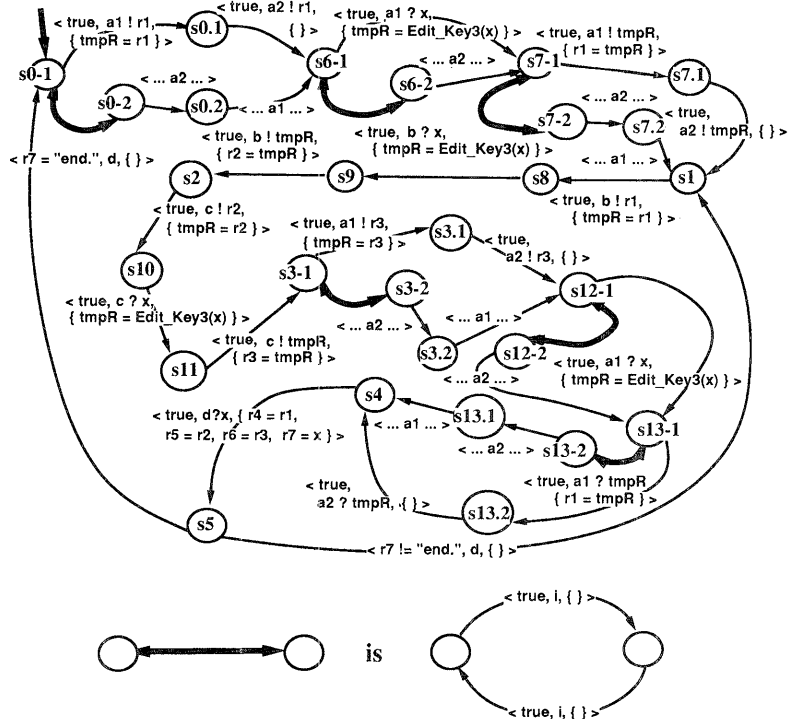 < true, a1 ! r1,
{ tmpR = r1 } >
s0.1
< true, a2 ! r1,
{ } >
< true, a1 ? x,
{ tmpR = Edit_Key3(x) } >
< true, a1 ! tmpR,
{ r1 = tmpR } >
s0-1
s6-1
s7-1
s7.1
< ... a2 ... >
< ... a2 ... >
s0-2
s0.2
< ... a1 ... >
s6-2
< ... a2 ... >
s7-2
s7.2
< true,
a2 ! tmpR, { } >
< true, b ! tmpR,
{ r2 = tmpR } >
< true, b ? x,
{ tmpR = Edit_Key3(x) } >
< ... a1 ... >
< r7 = "end.", d, { } >
s2
s9
s8
s1
< true, b ! r1,
{ tmpR = r1 } >
< true, c ! r2,
{ tmpR = r2 } >
< true, a1 ! r3,
{ tmpR = r3 } >
s3.1
< true,
a2 ! r3, { } >
s10
s3-1
s3-2
s12-1
< true, c ? x,
{ tmpR = Edit_Key3(x) } >
< ... a2 ... >
< ... a1 ... >
< true, c ! tmpR,
{ r3 = tmpR } >
s3.2
s12-2
s11
< true, a1 ? x,
{ tmpR = Edit_Key3(x) } >
< ... a2 ... >
s4
< true, d?x, { r4 = r1,
r5 = r2, r6 = r3, r7 = x } >
< ... a1 ... >
s13.1
s13-1
< ... a2 ... >
s13-2
< true,
a2 ? tmpR, { } >
< true, a1 ? tmpR
{ r1 = tmpR } >
s5
s13.2
< r7 != "end.", d, { } >
< true, i, { } >
is
< true, i, { } >